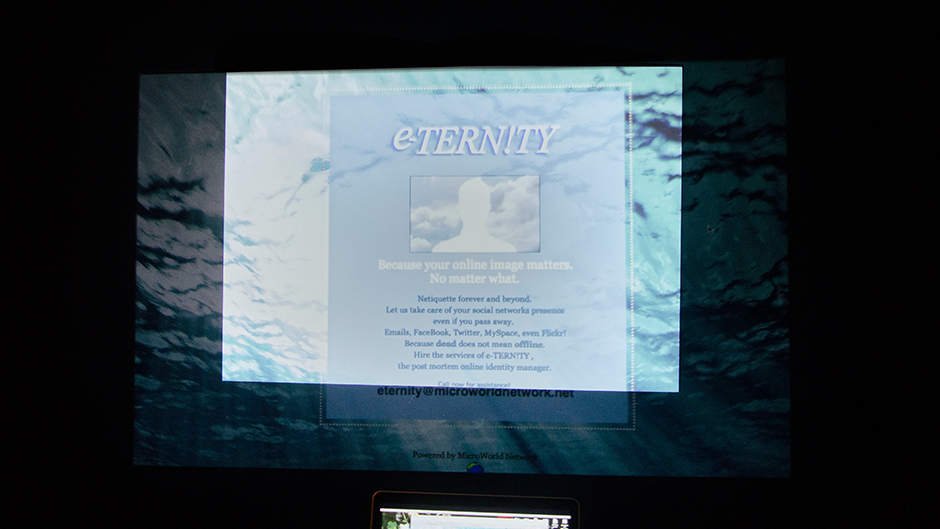 e-TERN!TY
Because your online image matters.
No matter what.
Netiquette forever and beyond.
Let us take care of your social networks presence
even if you pass away.
Emails, FaceBook, Twitter, MySpace, even Flickr!
Because dead does not mean offline.
Hire the services of e-TERN!TY ,
the post mortem online identity manager.
Call now for assistance!
eternity@microworldnetwork.net
Powered by MicroWorld Network